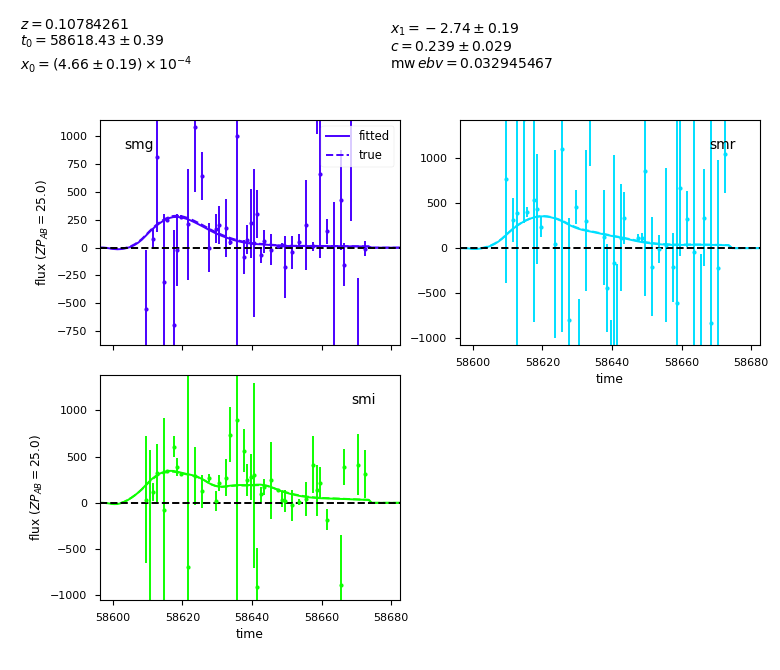 z = 0.10784261
t₀ = 58618.43 ± 0.39
x₀ = (4.66 ± 0.19) × 10⁻⁴
x₁ = −2.74 ± 0.19
c = 0.239 ± 0.029
mw ebv = 0.032945467
smg
fitted
true
flux (ZP_AB = 25.0)
1000
750
500
250
0
−250
−500
−750
smr
1000
500
0
−500
−1000
58600
58620
58640
58660
58680
time
smi
flux (ZP_AB = 25.0)
1000
500
0
−500
−1000
58600
58620
58640
58660
58680
time